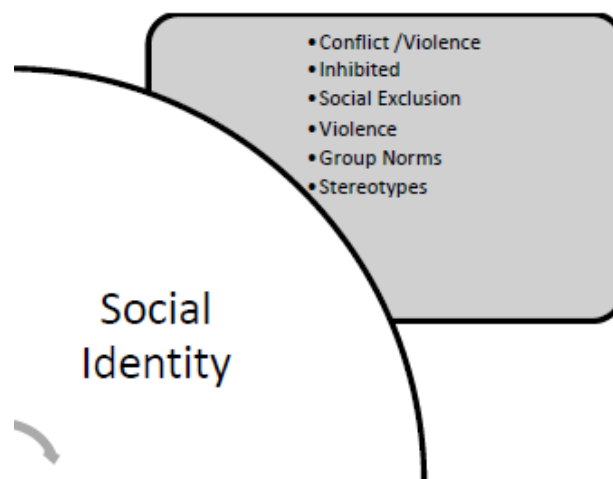 •Conflict /Violence
•Inhibited
•Social Exclusion
•Violence
•Group Norms
•Stereotypes
Social
Identity